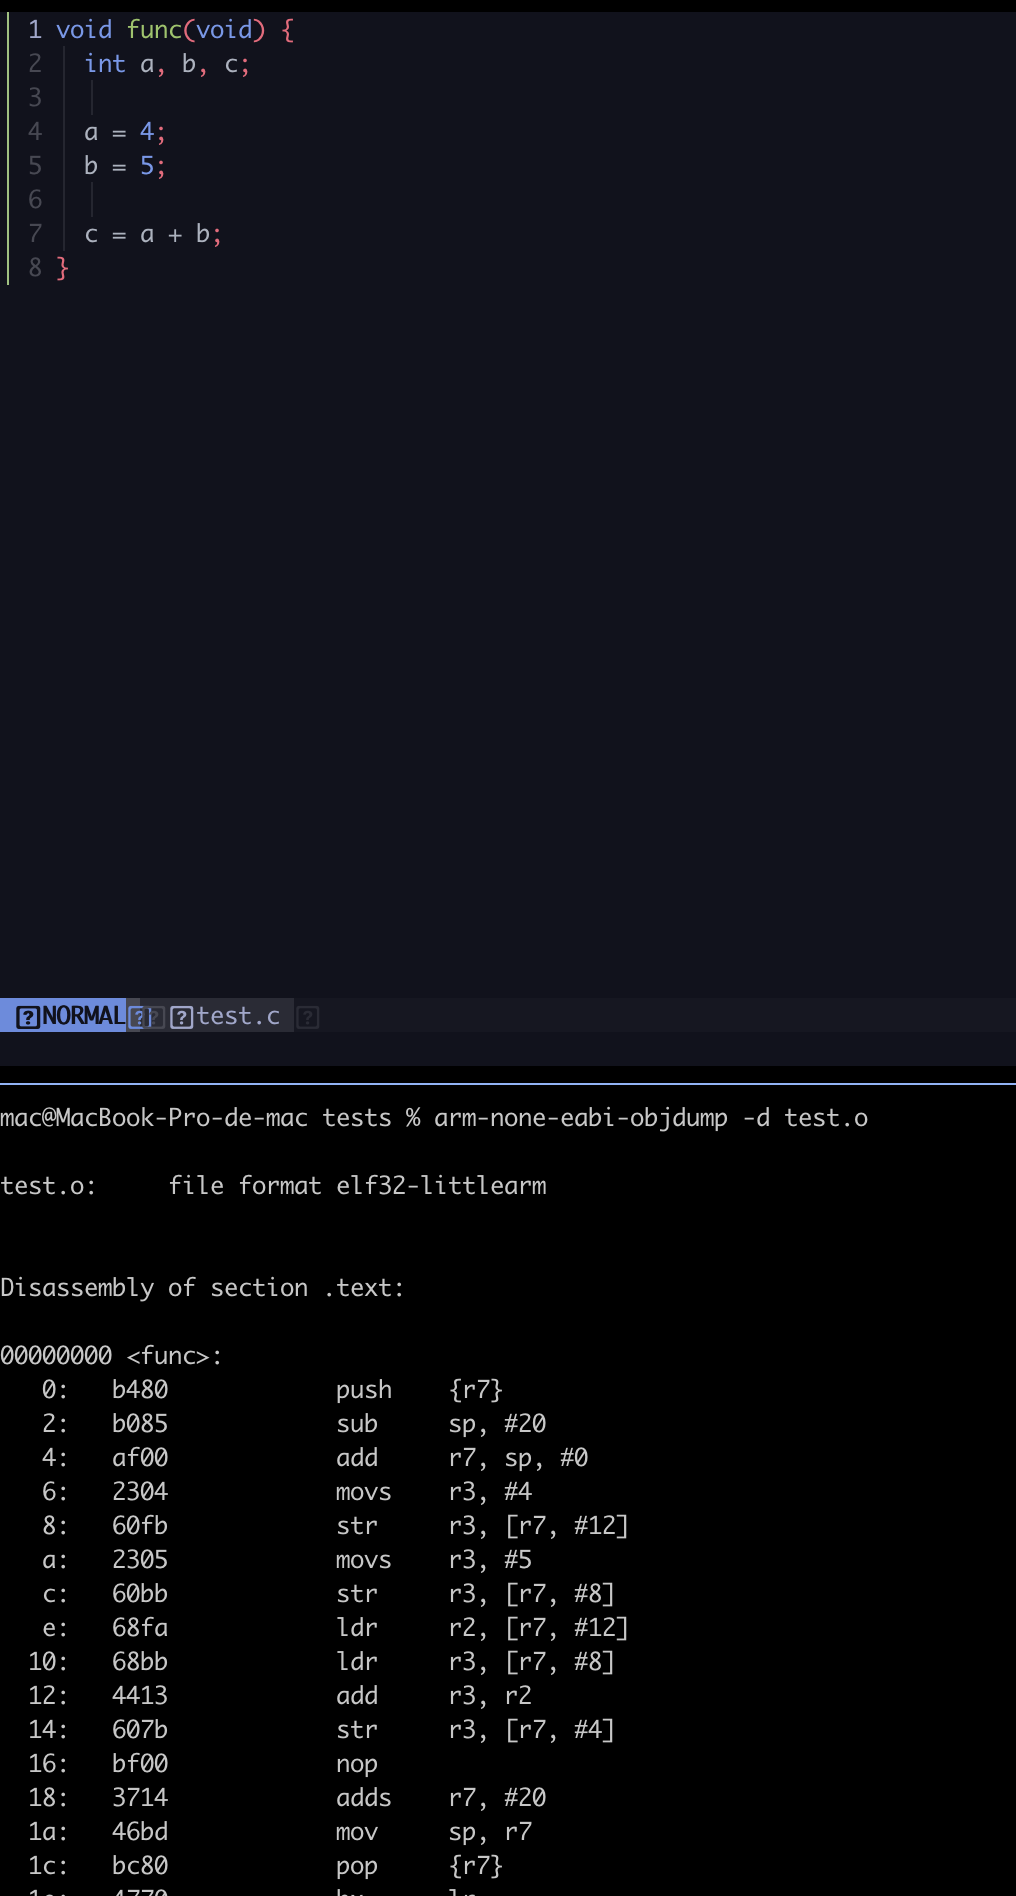 1 void func(void) {
2 int a, b, c;
3
4 a = 4;
5 b = 5;
6
7 c = a + b;
8 }
NORMAL test.c
mac@MacBook-Pro-de-mac tests % arm-none-eabi-objdump -d test.o
test.o: file format elf32-littlearm
Disassembly of section .text:
00000000 <func>:
0: b480 push {r7}
2: b085 sub sp, #20
4: af00 add r7, sp, #0
6: 2304 movs r3, #4
8: 60fb str r3, [r7, #12]
a: 2305 movs r3, #5
c: 60bb str r3, [r7, #8]
e: 68fa ldr r2, [r7, #12]
10: 68bb ldr r3, [r7, #8]
12: 4413 add r3, r2
14: 607b str r3, [r7, #4]
16: bf00 nop
18: 3714 adds r7, #20
1a: 46bd mov sp, r7
1c: bc80 pop {r7}